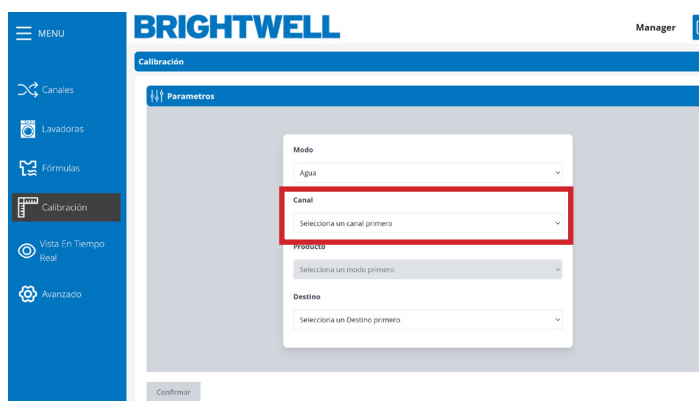 MENU
BRIGHTWELL
Manager
Calibración
Canales
Parametros
Lavadoras
Modo
Agua
Fórmulas
Canal
Calibración
Selecciona un canal primero
Producto
Vista En Tiempo
Real
Selecciona un modo primero
Avanzado
Destino
Selecciona un Destino primero
Confirmar